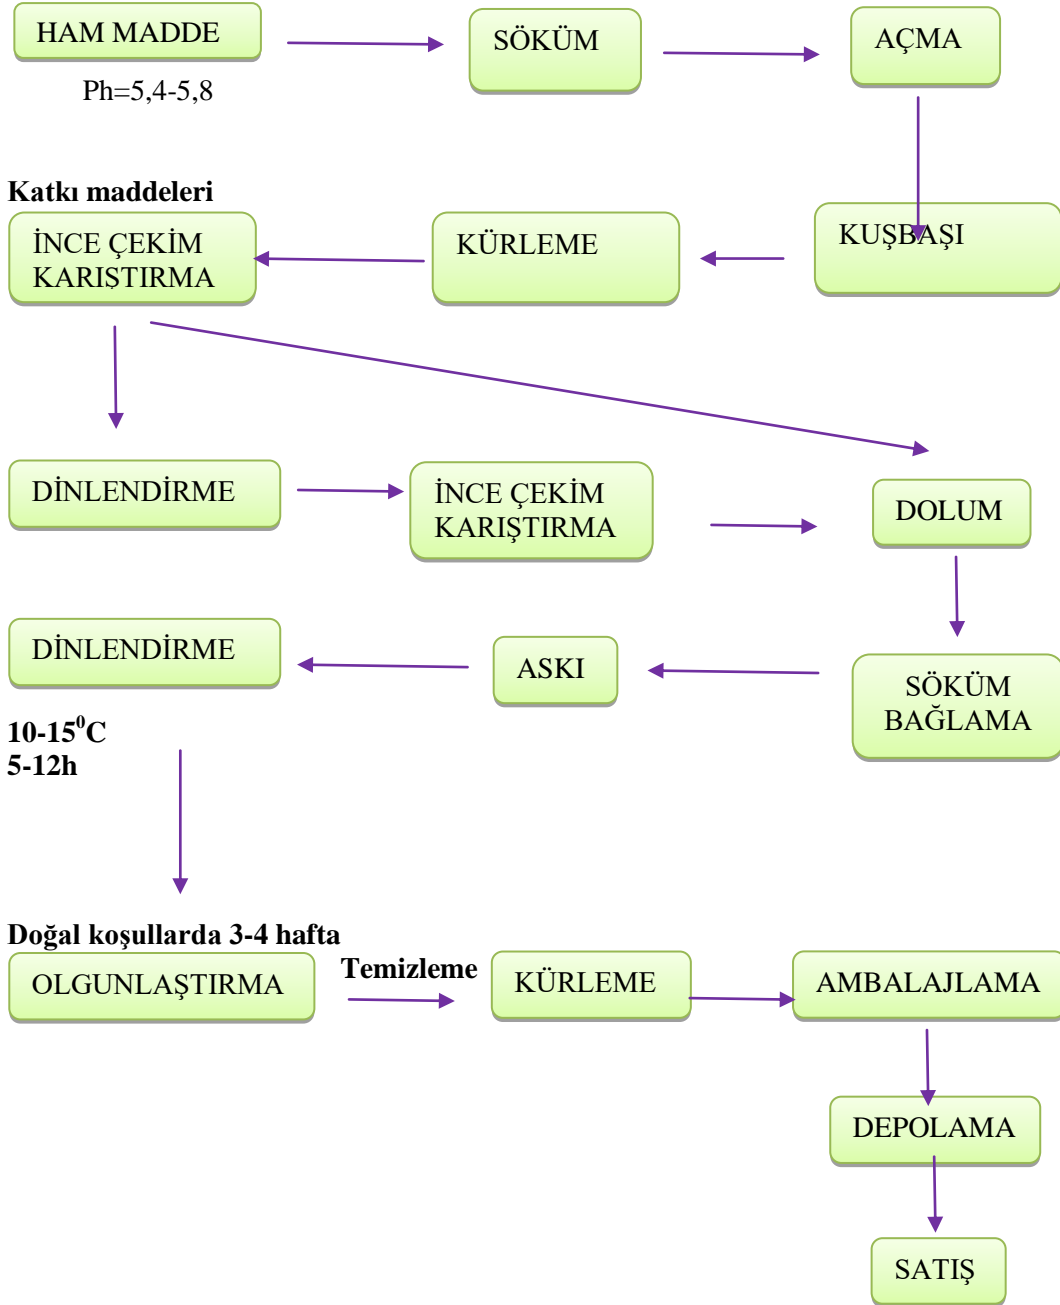 HAM MADDE
SÖKÜM
AÇMA
Ph=5,4-5,8
Katkı maddeleri
İNCE ÇEKİM
KARIŞTIRMA
KÜRLEME
KUŞBAŞI
DİNLENDİRME
İNCE ÇEKİM
KARIŞTIRMA
DOLUM
DİNLENDİRME
ASKI
SÖKÜM
BAĞLAMA
10-15⁰C
5-12h
Doğal koşullarda 3-4 hafta
OLGUNLAŞTIRMA
Temizleme
KÜRLEME
AMBALAJLAMA
DEPOLAMA
SATIŞ